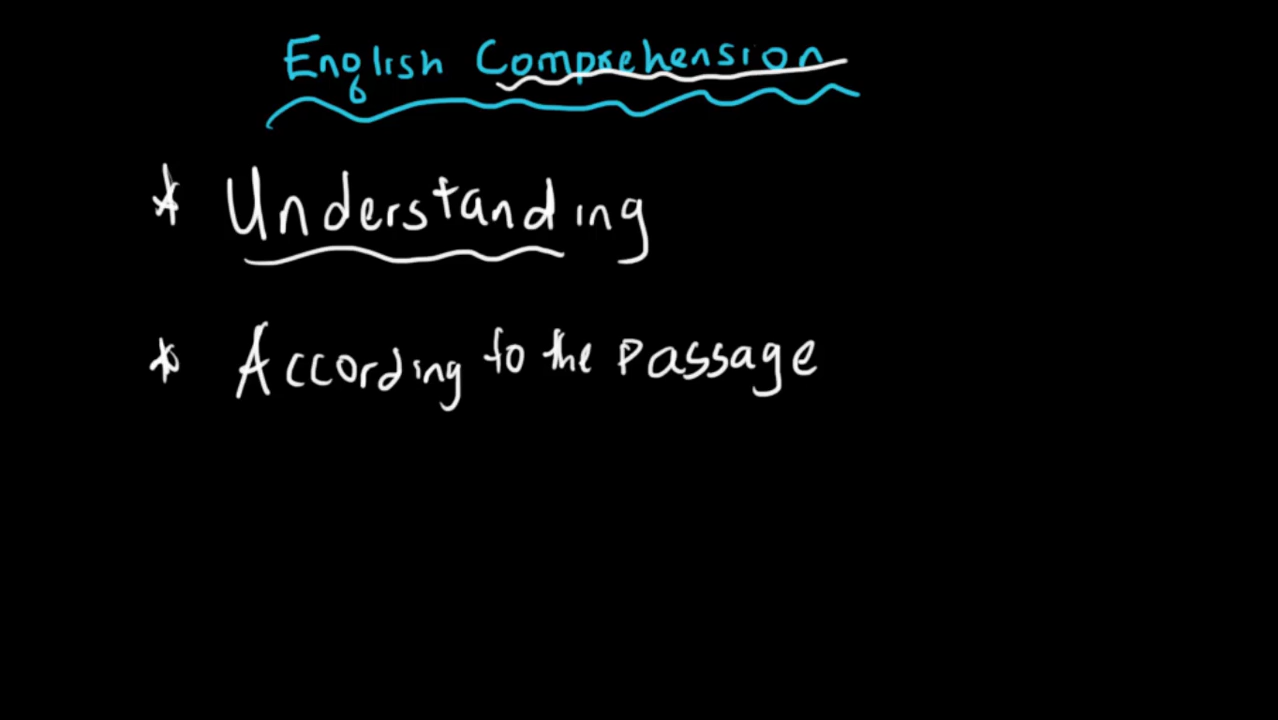 English Comprehension
* Understanding
* According to the Passage